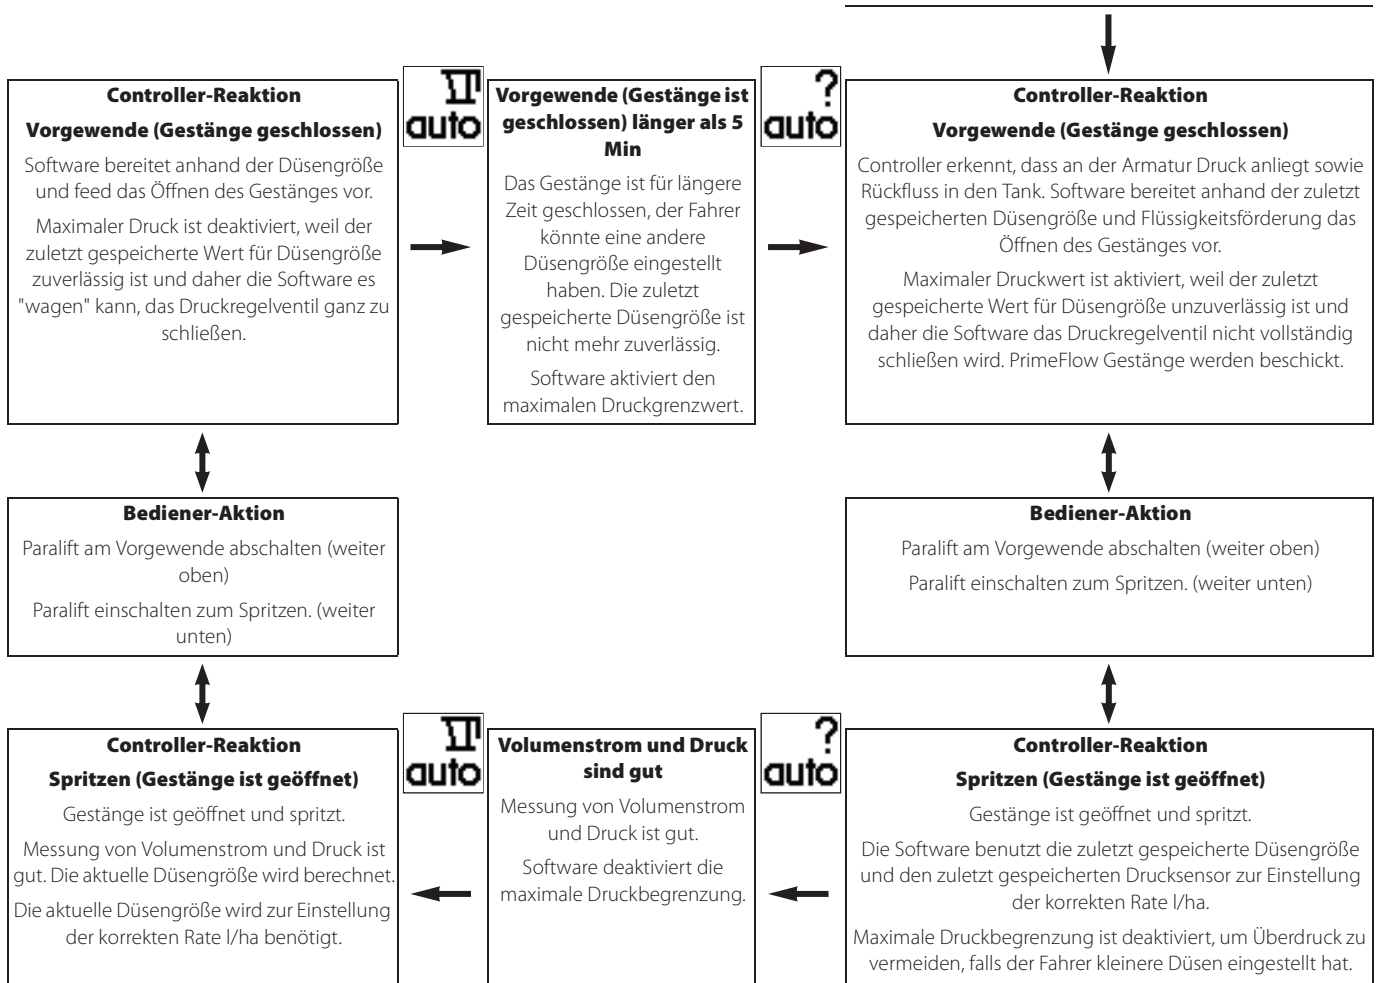 Controller-Reaktion
Vorgewende (Gestänge geschlossen)
Software bereitet anhand der Düsengröße
und feed das Öffnen des Gestänges vor.
Maximaler Druck ist deaktiviert, weil der
zuletzt gespeicherte Wert für Düsengröße
zuverlässig ist und daher die Software es
"wagen" kann, das Druckregelventil ganz zu
schließen.
auto
Vorgewende (Gestänge ist
geschlossen) länger als 5
Min
Das Gestänge ist für längere
Zeit geschlossen, der Fahrer
könnte eine andere
Düsengröße eingestellt
haben. Die zuletzt
gespeicherte Düsengröße ist
nicht mehr zuverlässig.
Software aktiviert den
maximalen Druckgrenzwert.
?
auto
Controller-Reaktion
Vorgewende (Gestänge geschlossen)
Controller erkennt, dass an der Armatur Druck anliegt sowie
Rückfluss in den Tank. Software bereitet anhand der zuletzt
gespeicherten Düsengröße und Flüssigkeitsförderung das
Öffnen des Gestänges vor.
Maximaler Druckwert ist aktiviert, weil der zuletzt
gespeicherte Wert für Düsengröße unzuverlässig ist und
daher die Software das Druckregelventil nicht vollständig
schließen wird. PrimeFlow Gestänge werden beschickt.
Bediener-Aktion
Paralift am Vorgewende abschalten (weiter
oben)
Paralift einschalten zum Spritzen. (weiter
unten)
Bediener-Aktion
Paralift am Vorgewende abschalten (weiter oben)
Paralift einschalten zum Spritzen. (weiter unten)
Controller-Reaktion
Spritzen (Gestänge ist geöffnet)
Gestänge ist geöffnet und spritzt.
Messung von Volumenstrom und Druck ist
gut. Die aktuelle Düsengröße wird berechnet.
Die aktuelle Düsengröße wird zur Einstellung
der korrekten Rate l/ha benötigt.
auto
Volumenstrom und Druck
sind gut
Messung von Volumenstrom
und Druck ist gut.
Software deaktiviert die
maximale Druckbegrenzung.
?
auto
Controller-Reaktion
Spritzen (Gestänge ist geöffnet)
Gestänge ist geöffnet und spritzt.
Die Software benutzt die zuletzt gespeicherte Düsengröße
und den zuletzt gespeicherten Drucksensor zur Einstellung
der korrekten Rate l/ha.
Maximale Druckbegrenzung ist deaktiviert, um Überdruck zu
vermeiden, falls der Fahrer kleinere Düsen eingestellt hat.